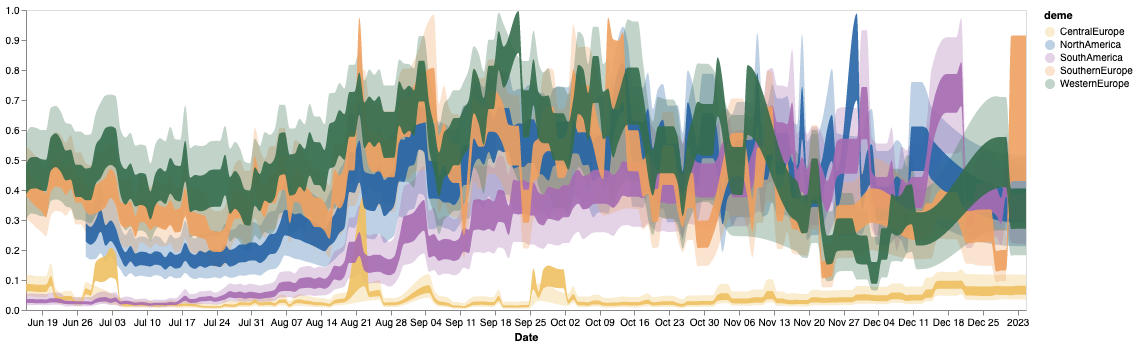 1.0
0.9
0.8
0.7
0.6
0.5
0.4
0.3
0.2
0.1
0.0
Jun 19 Jun 26 Jul 03 Jul 10 Jul 17 Jul 24 Jul 31 Aug 07 Aug 14 Aug 21 Aug 28 Sep 04 Sep 11 Sep 18 Sep 25 Oct 02 Oct 09 Oct 16 Oct 23 Oct 30 Nov 06 Nov 13 Nov 20 Nov 27 Dec 04 Dec 11 Dec 18 Dec 25 2023
Date
deme
CentralEurope
NorthAmerica
SouthAmerica
SouthernEurope
WesternEurope